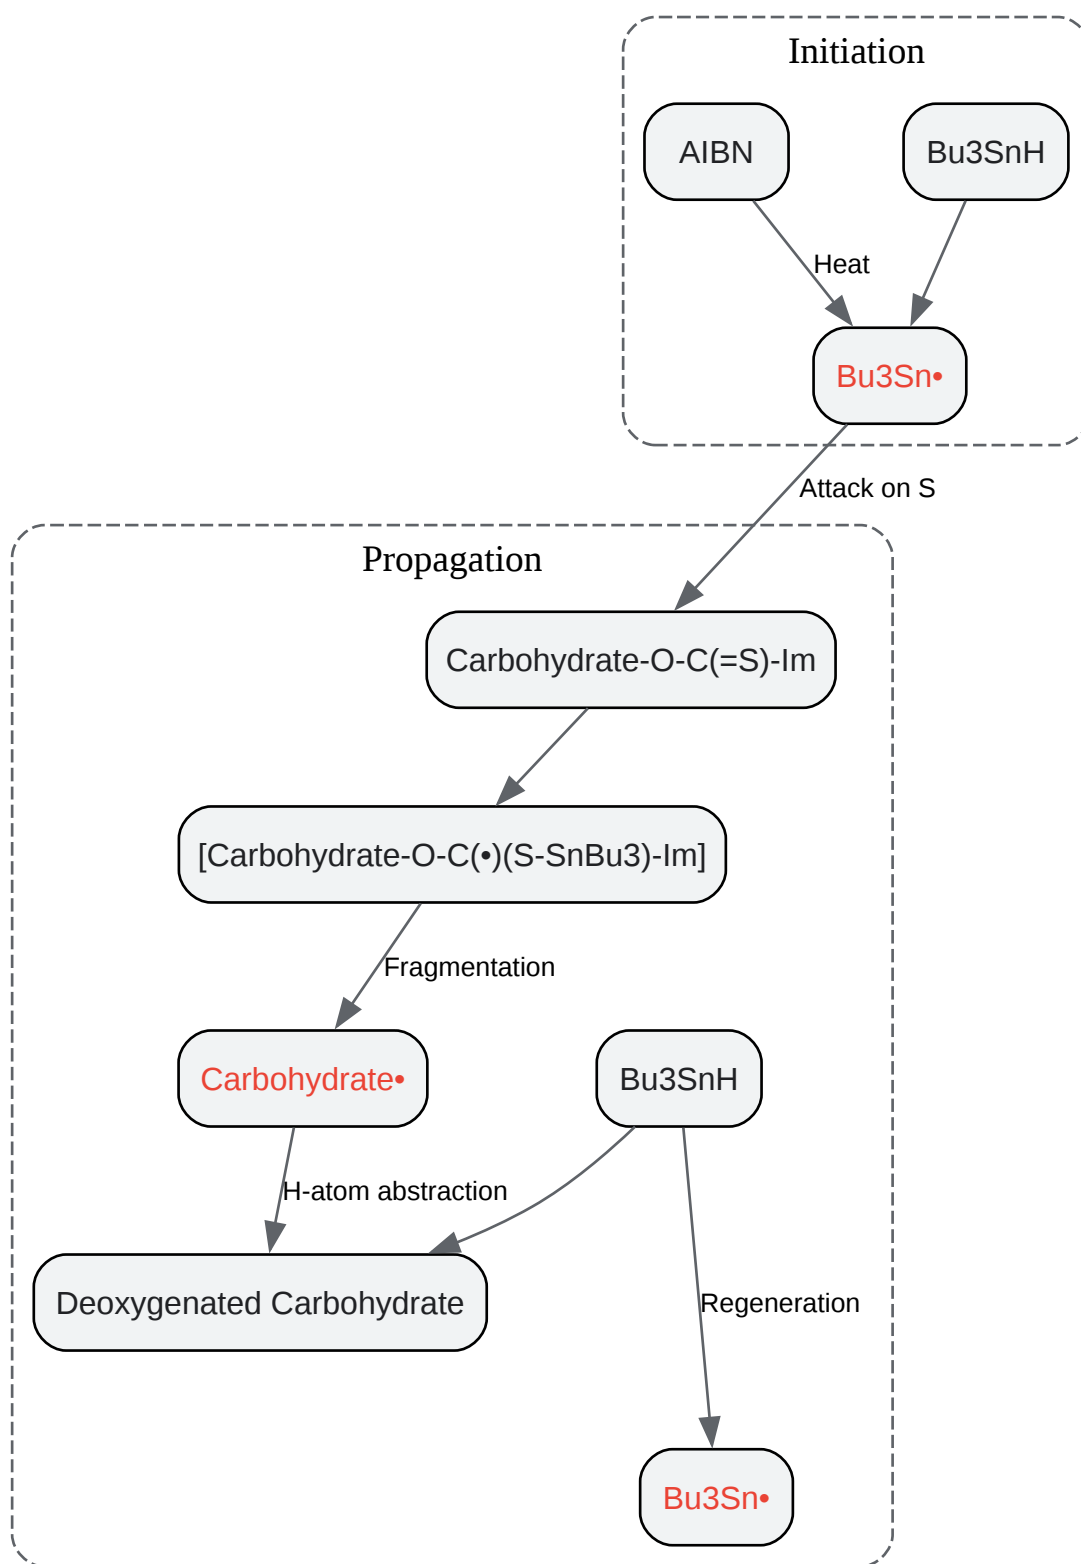 Initiation
AIBN
Bu3SnH
Heat
Bu3Sn•
Attack on S
Propagation
Carbohydrate-O-C(=S)-Im
[Carbohydrate-O-C(•)(S-SnBu3)-Im]
Fragmentation
Carbohydrate•
Bu3SnH
H-atom abstraction
Deoxygenated Carbohydrate
Regeneration
Bu3Sn•